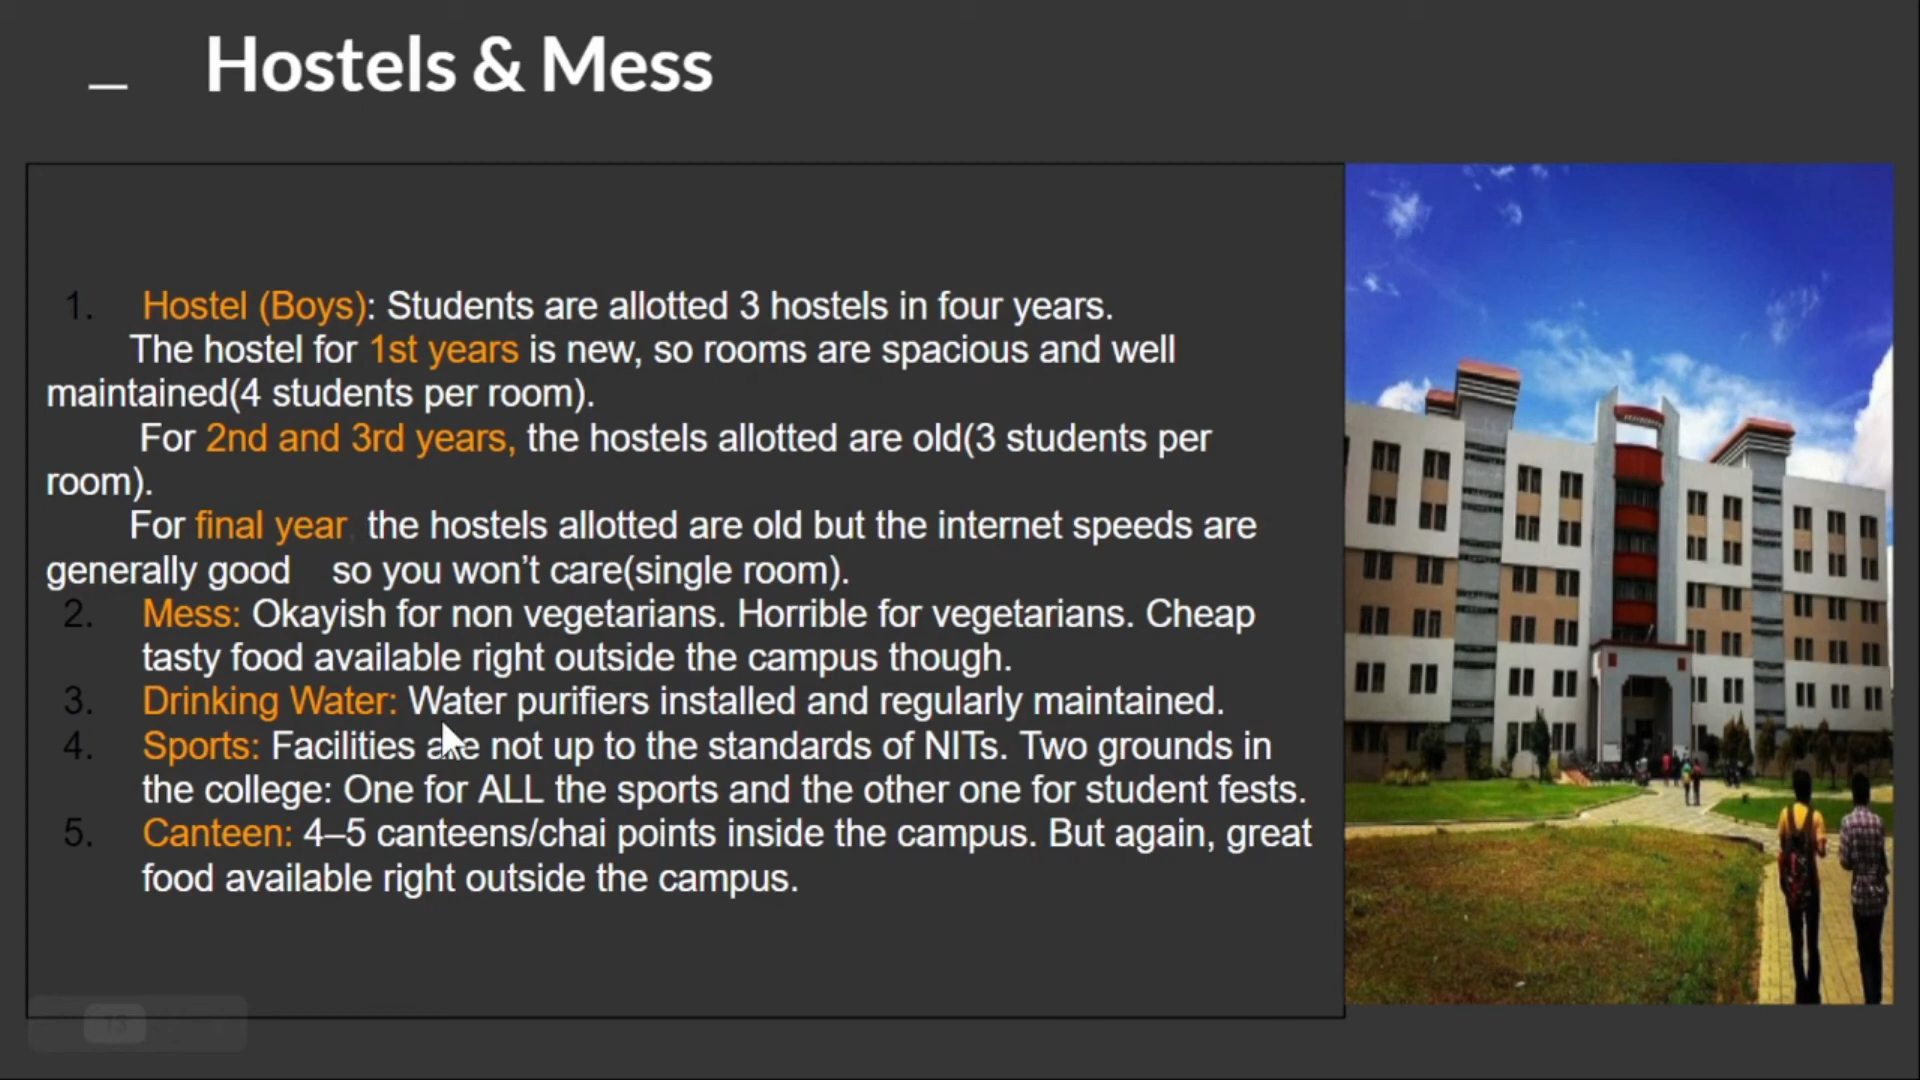 Hostels & Mess
1. Hostel (Boys): Students are allotted 3 hostels in four years.
The hostel for 1st years is new, so rooms are spacious and well
maintained(4 students per room).
For 2nd and 3rd years, the hostels allotted are old(3 students per
room).
For final year, the hostels allotted are old but the internet speeds are
generally good so you won’t care(single room).
2. Mess: Okayish for non vegetarians. Horrible for vegetarians. Cheap
tasty food available right outside the campus though.
3. Drinking Water: Water purifiers installed and regularly maintained.
4. Sports: Facilities are not up to the standards of NITs. Two grounds in
the college: One for ALL the sports and the other one for student fests.
5. Canteen: 4–5 canteens/chai points inside the campus. But again, great
food available right outside the campus.
13